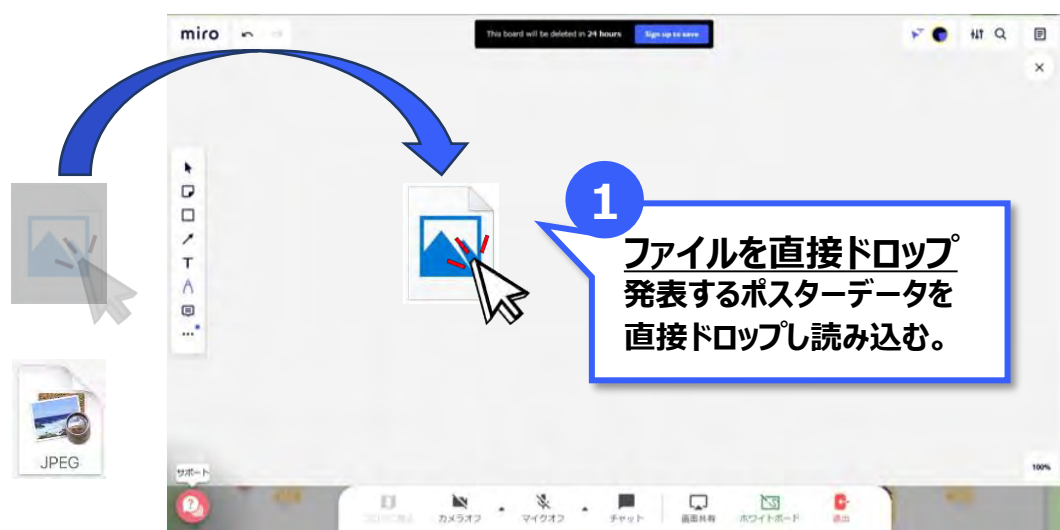 miro
This board will be deleted in 24 hours
Sign up to save
1
ファイルを直接ドロップ
発表するポスターデータを
直接ドロップし読み込む。
T
JPEG
サポート
100%
カメラオフ
マイクオフ
チャット
画面共有
ホワイトボード
退出